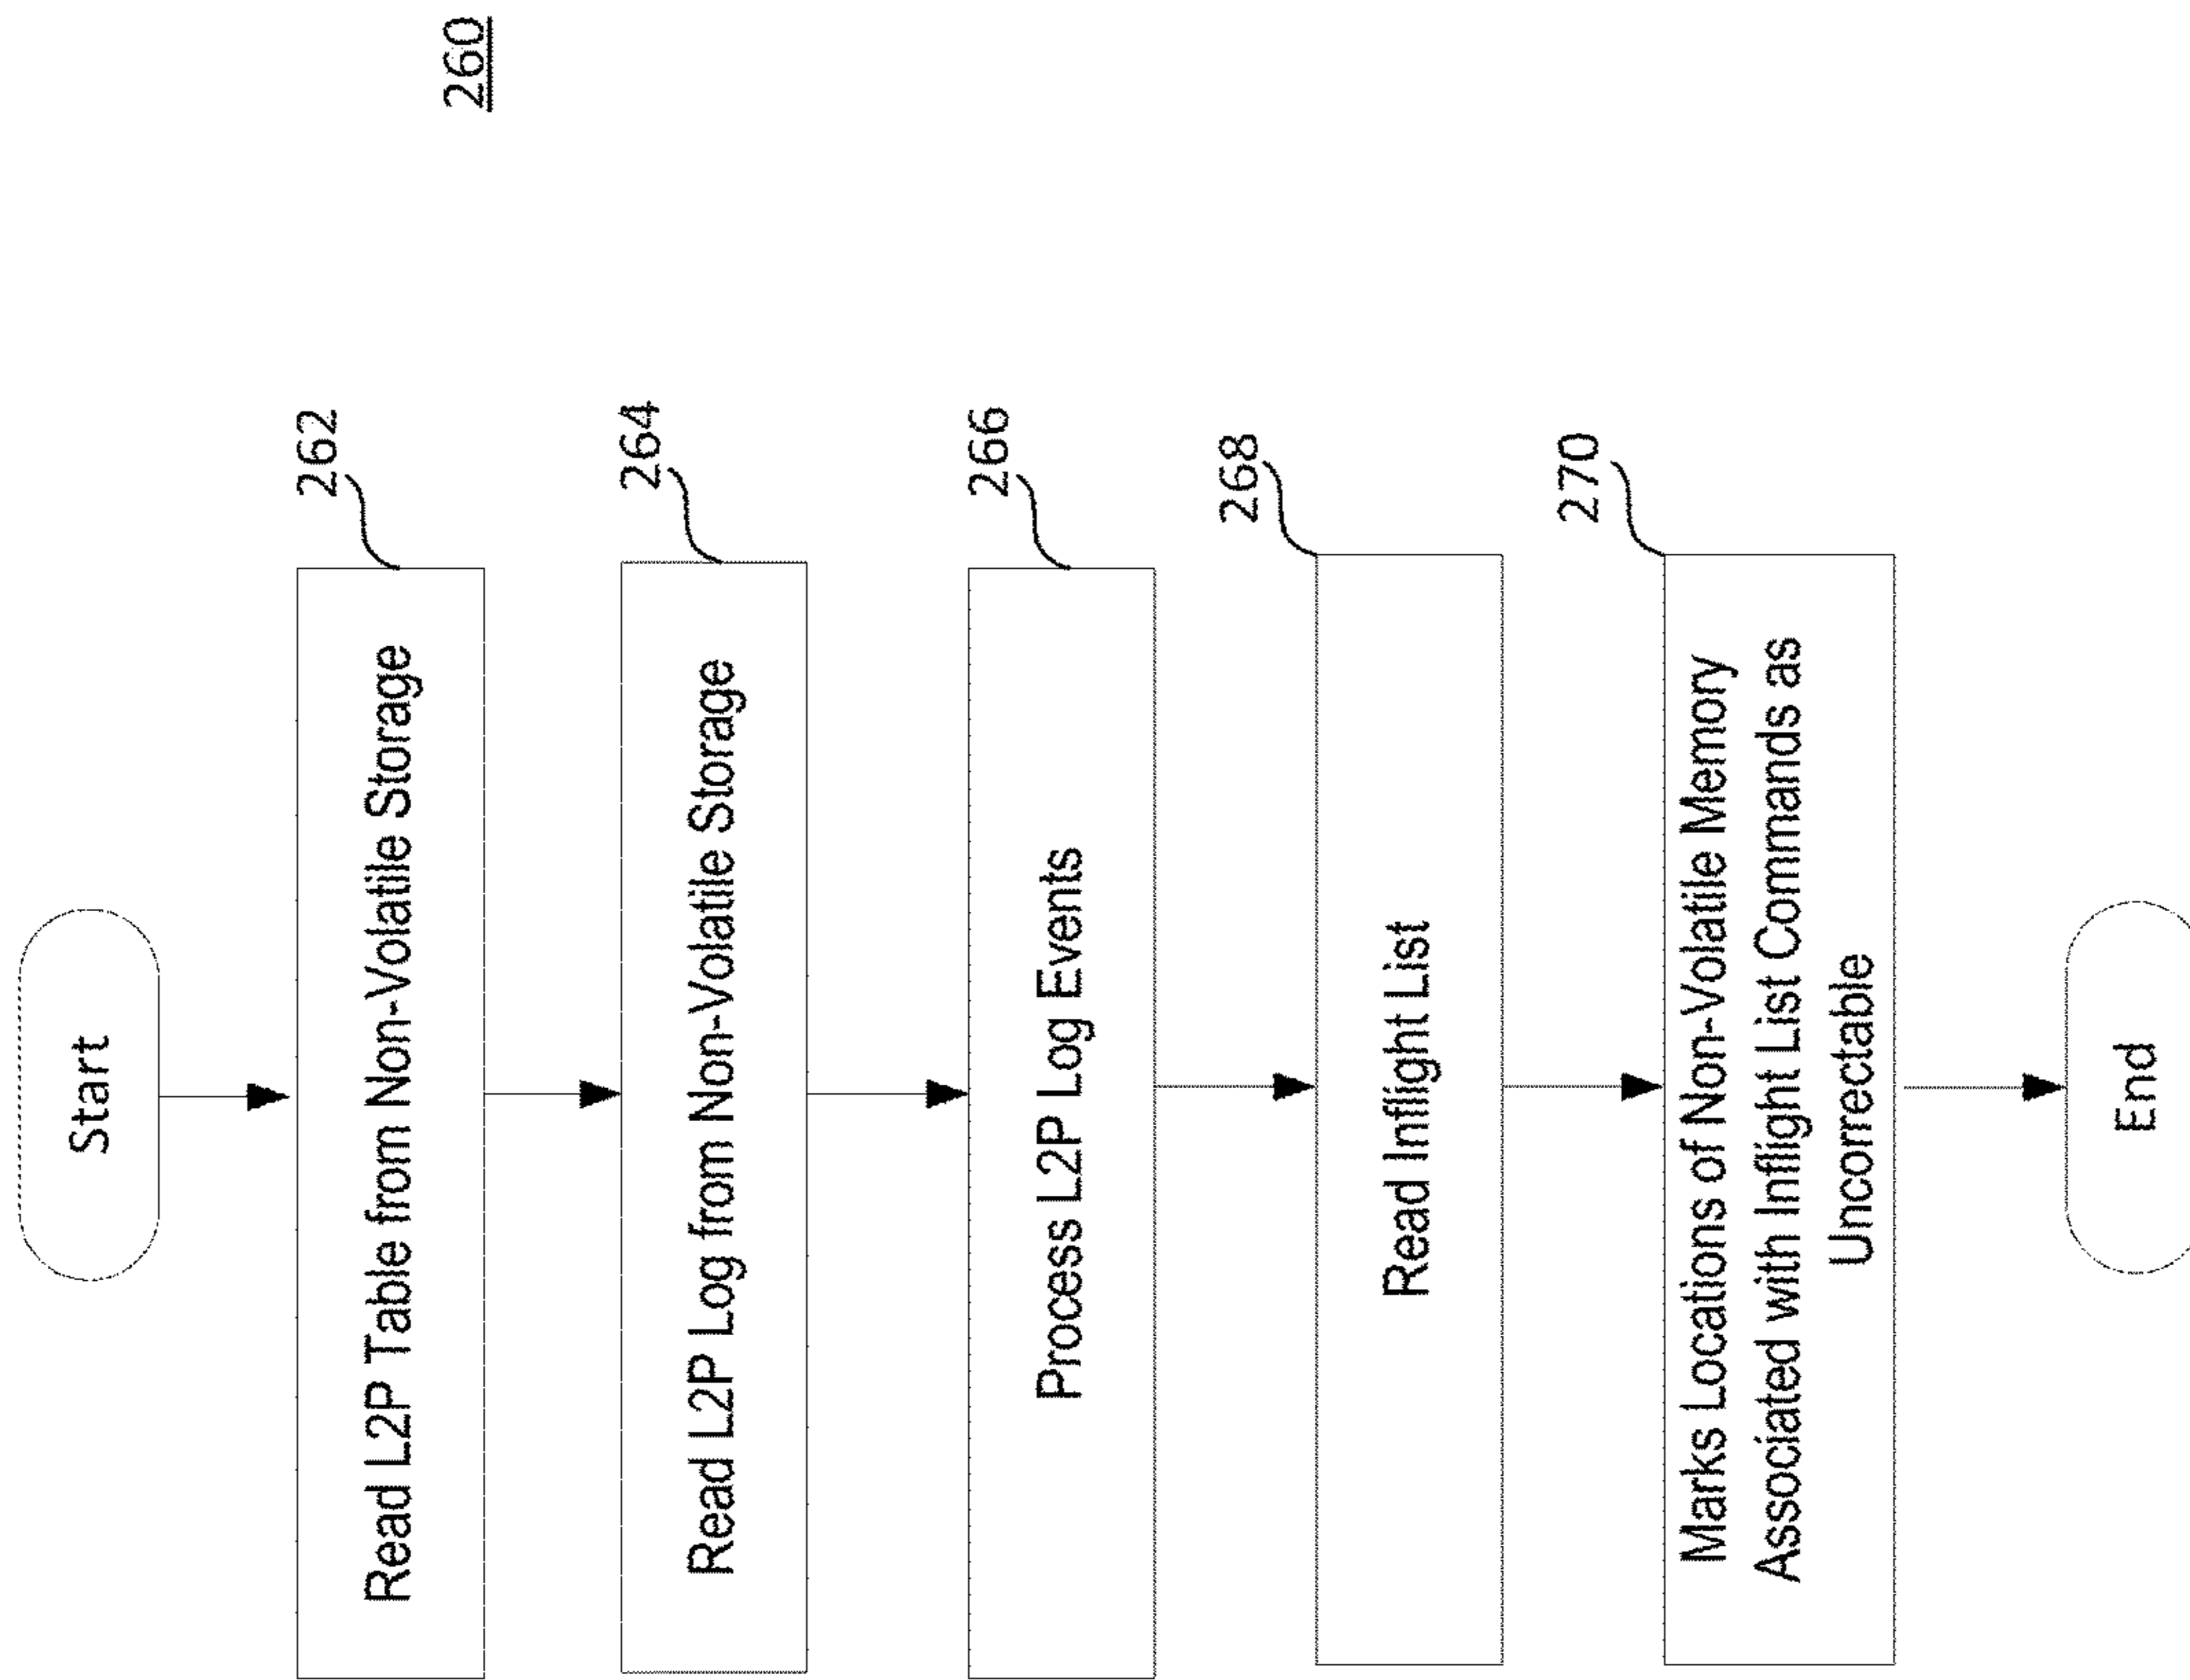 260
Start
262
Read L2P Table from Non-Volatile Storage
264
Read L2P Log from Non-Volatile Storage
266
Process L2P Log Events
268
Read Inflight List
270
Marks Locations of Non-Volatile Memory
Associated with Inflight List Commands as
Uncorrectable
End